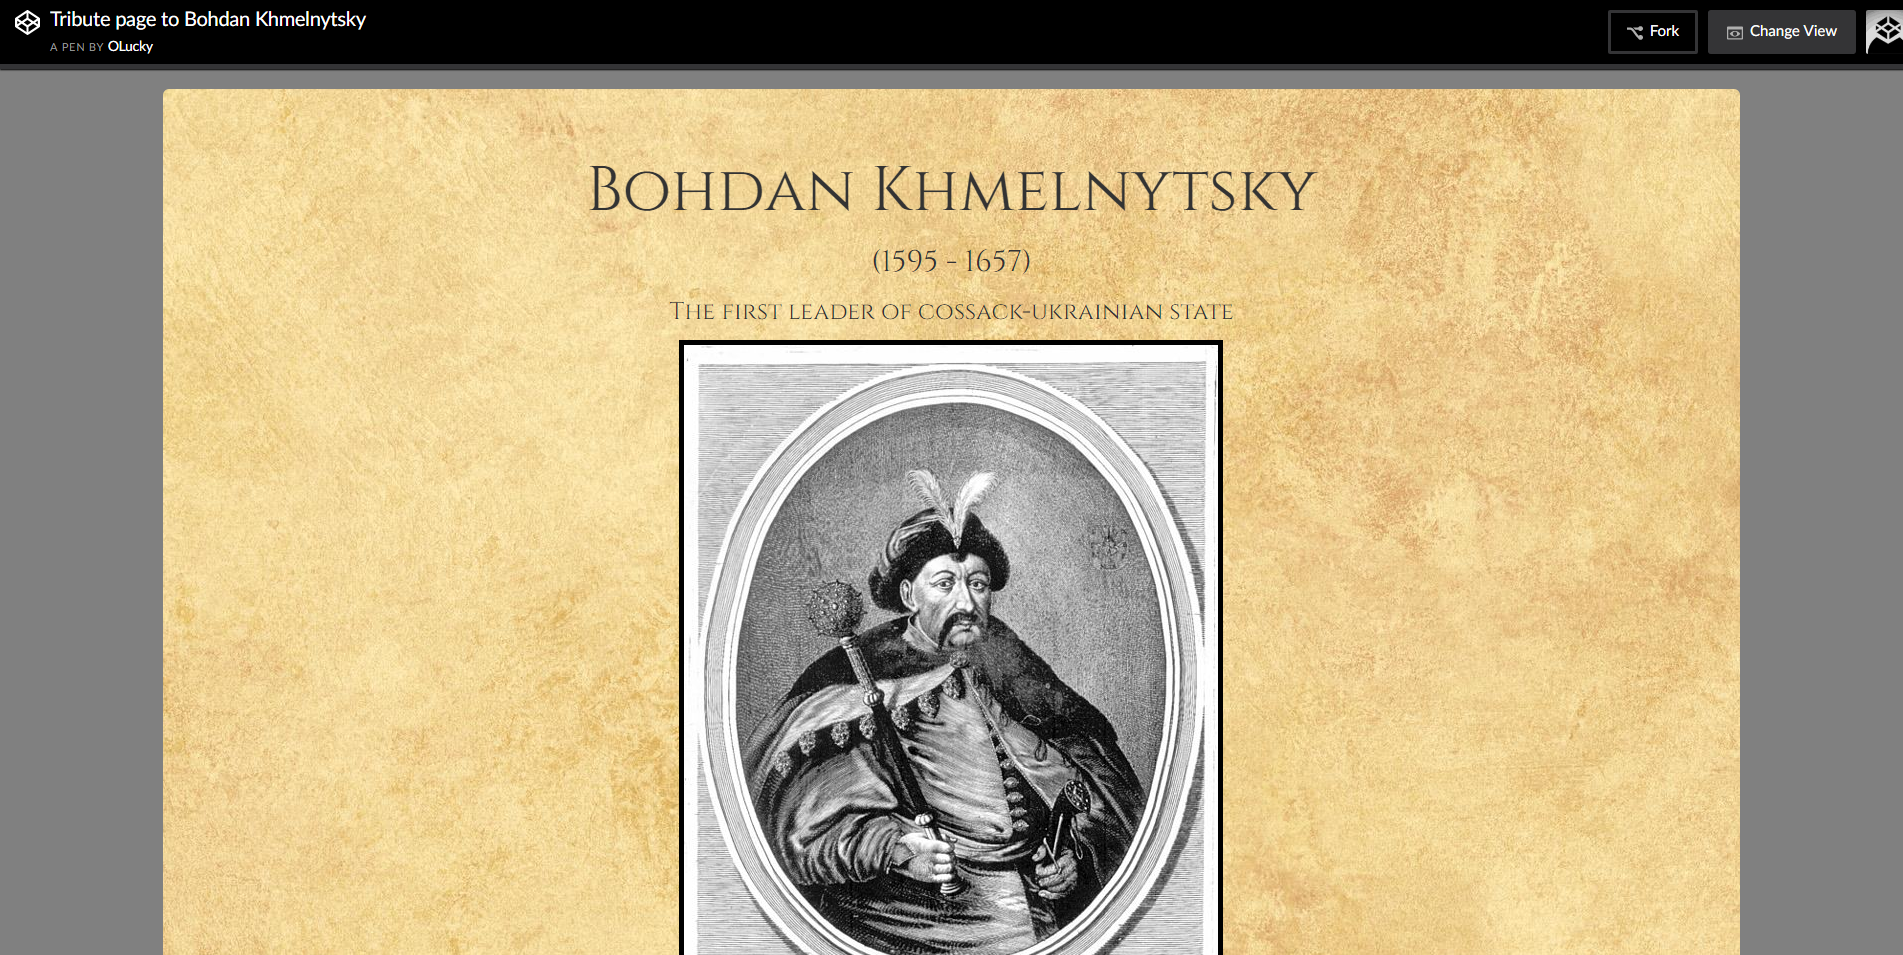 Tribute page to Bohdan Khmelnytsky
A PEN BY OLucky
Fork
Change View
Bohdan Khmelnytsky
(1595 - 1657)
The first leader of cossack-ukrainian state